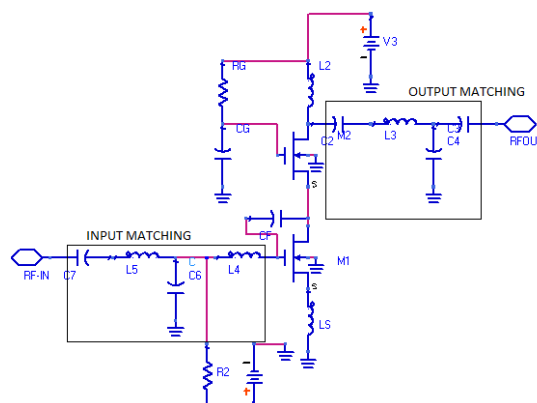 V3
RG
L2
OUTPUT MATCHING
CG
C2
M2
L3
C3
C4
RFOU
S
CF
INPUT MATCHING
RF-IN
C7
L5
C
C6
L4
M1
S
LS
R2